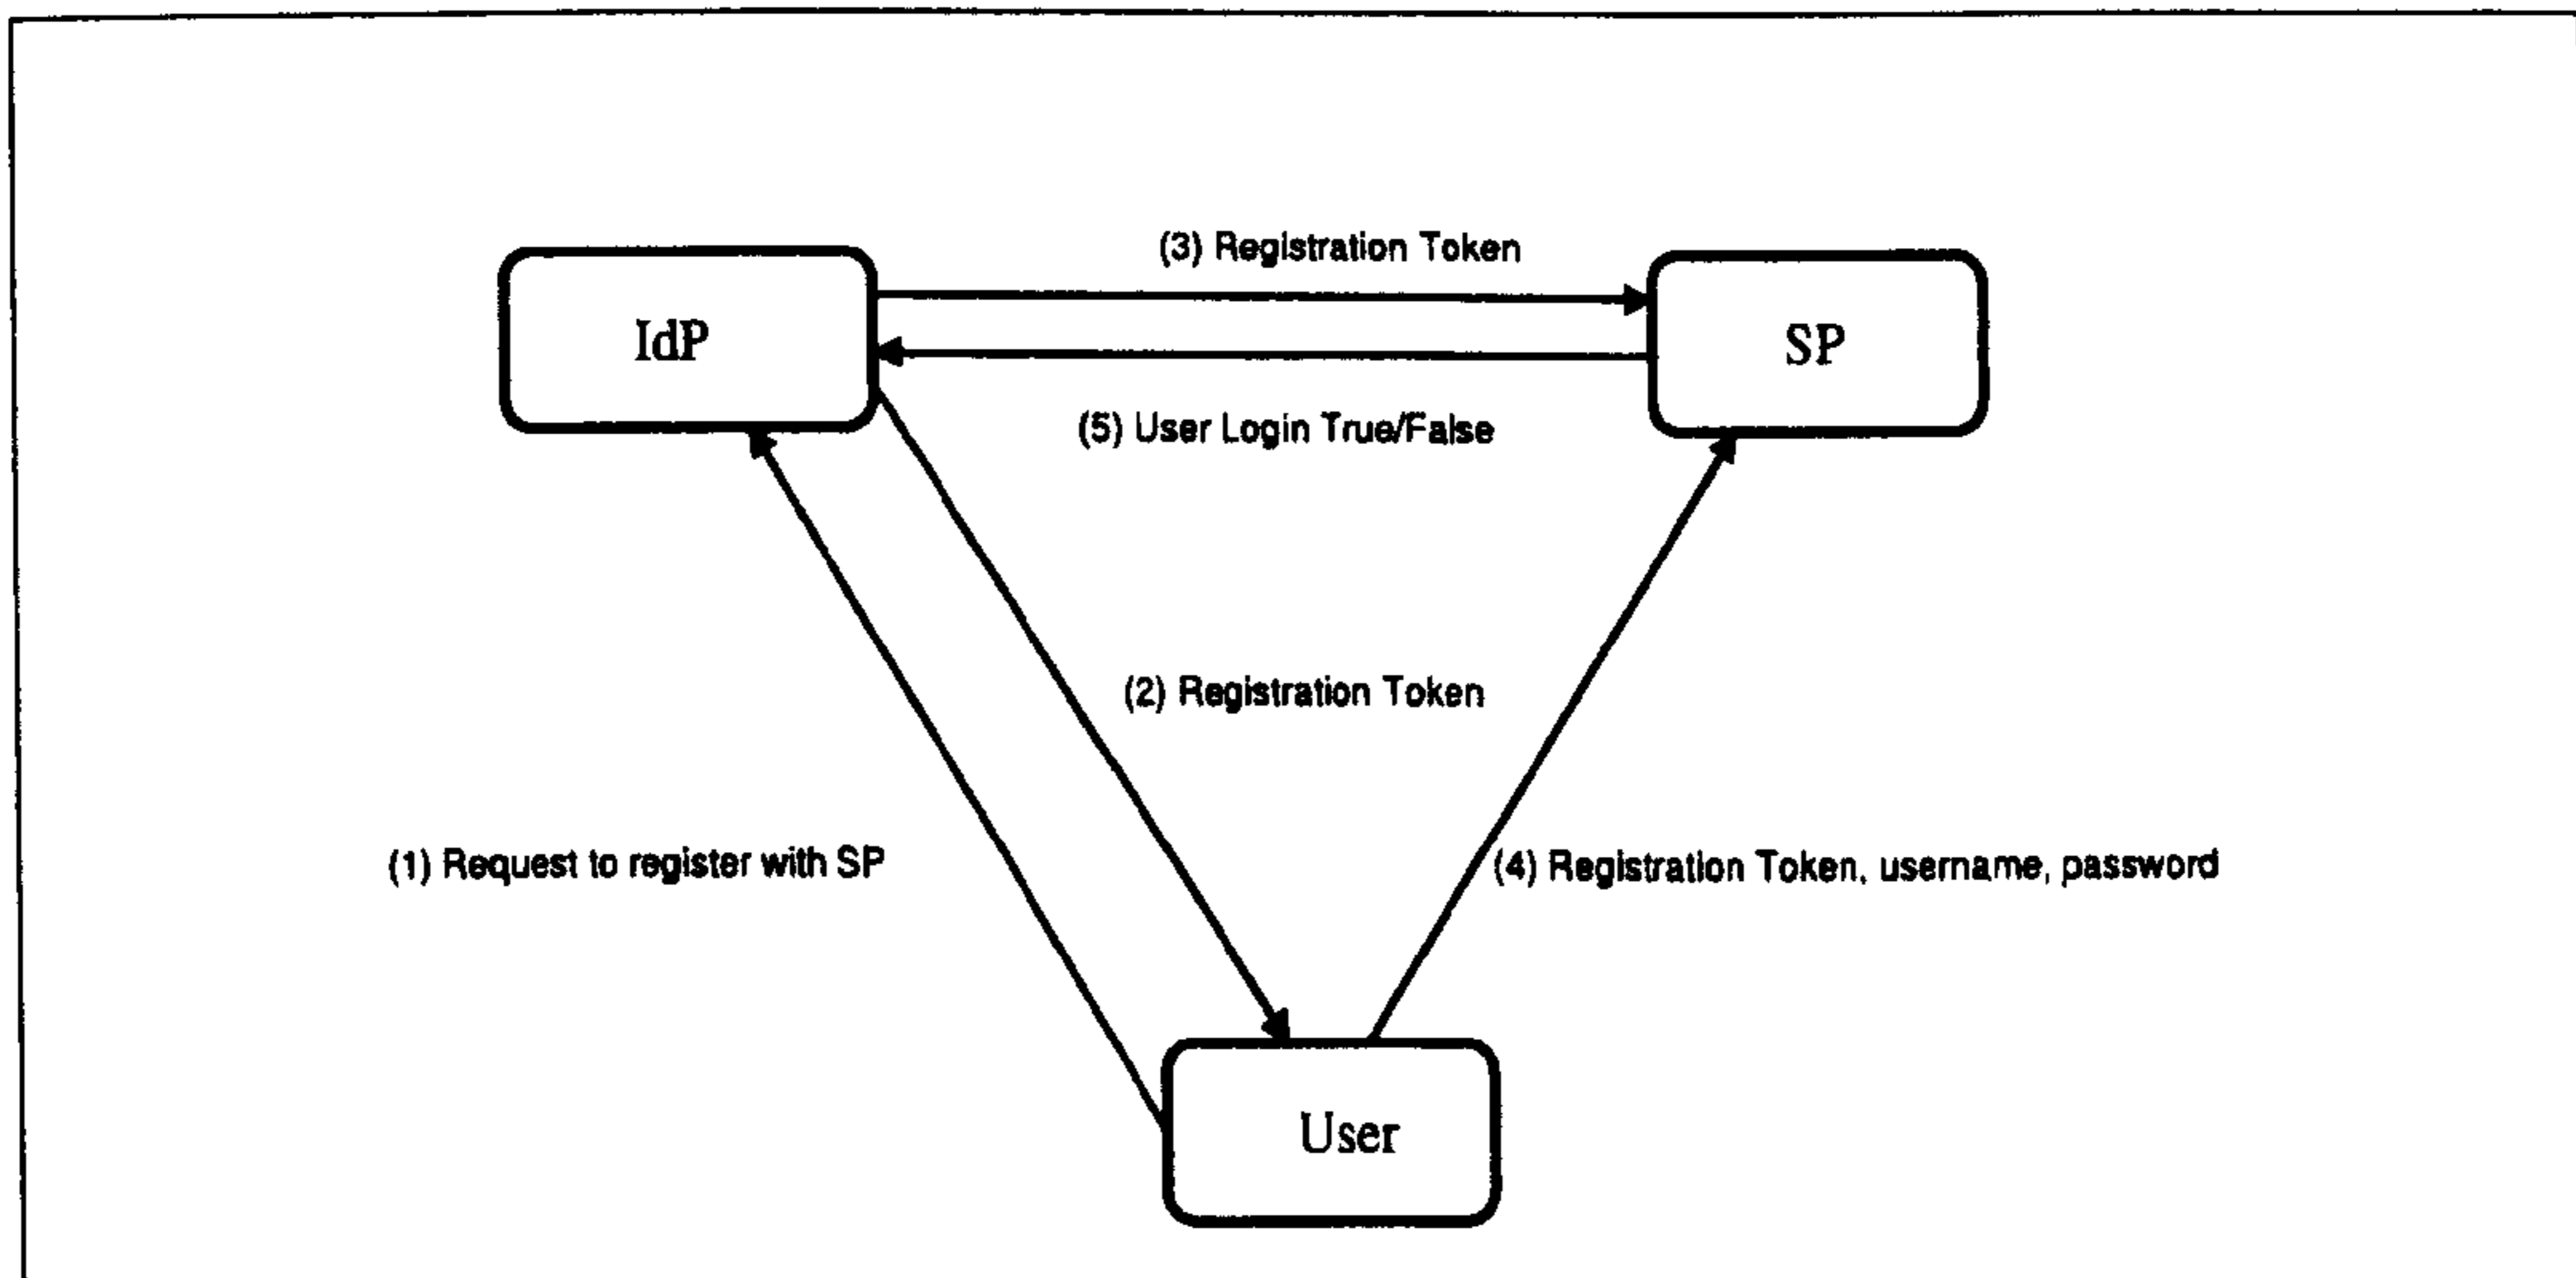 (3) Registration Token
IdP
SP
(5) User Login True/False
(2) Registration Token
(1) Request to register with SP
(4) Registration Token, username, password
User